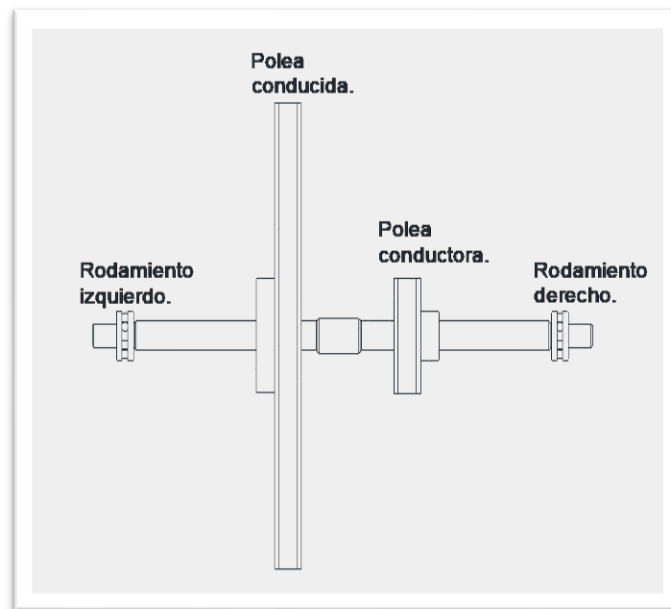 Polea
conducida.
Polea
conductora.
Rodamiento
izquierdo.
Rodamiento
derecho.